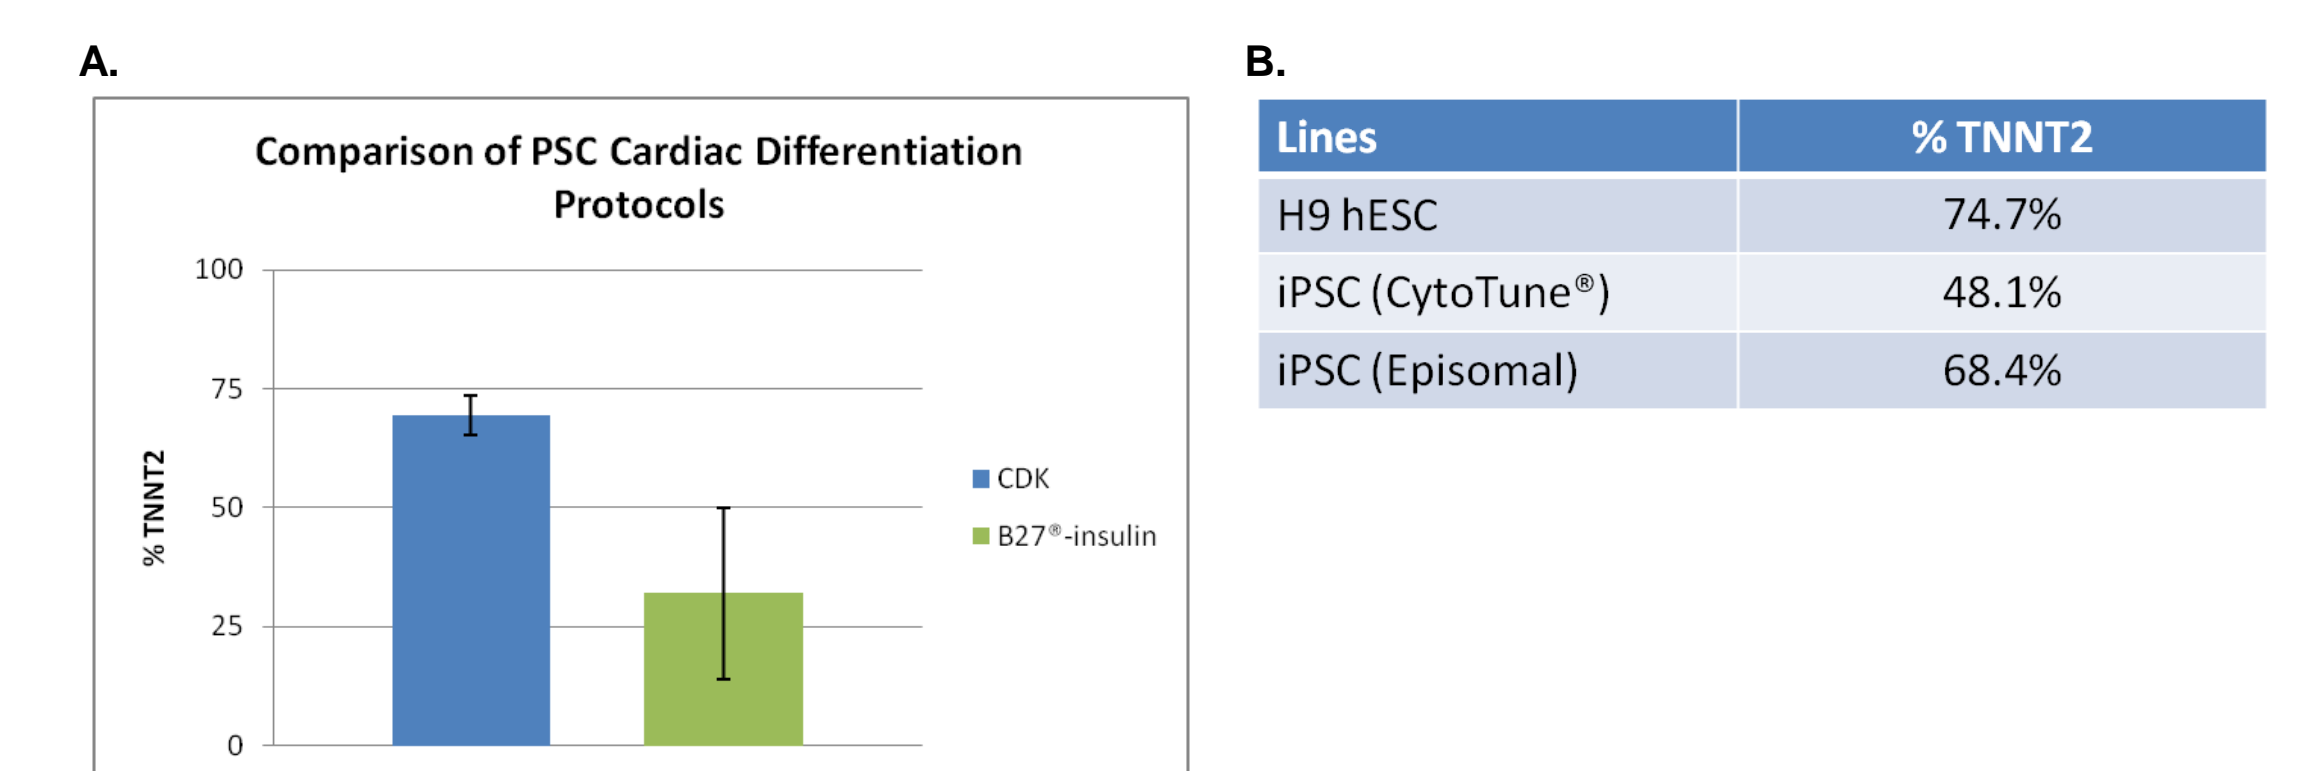 A.
Comparison of PSC Cardiac Differentiation
Protocols
100
75
50
25
0
% TNNT2
CDK
B27®-insulin
B.
Lines % TNNT2
H9 hESC 74.7%
iPSC (CytoTune®) 48.1%
iPSC (Episomal) 68.4%